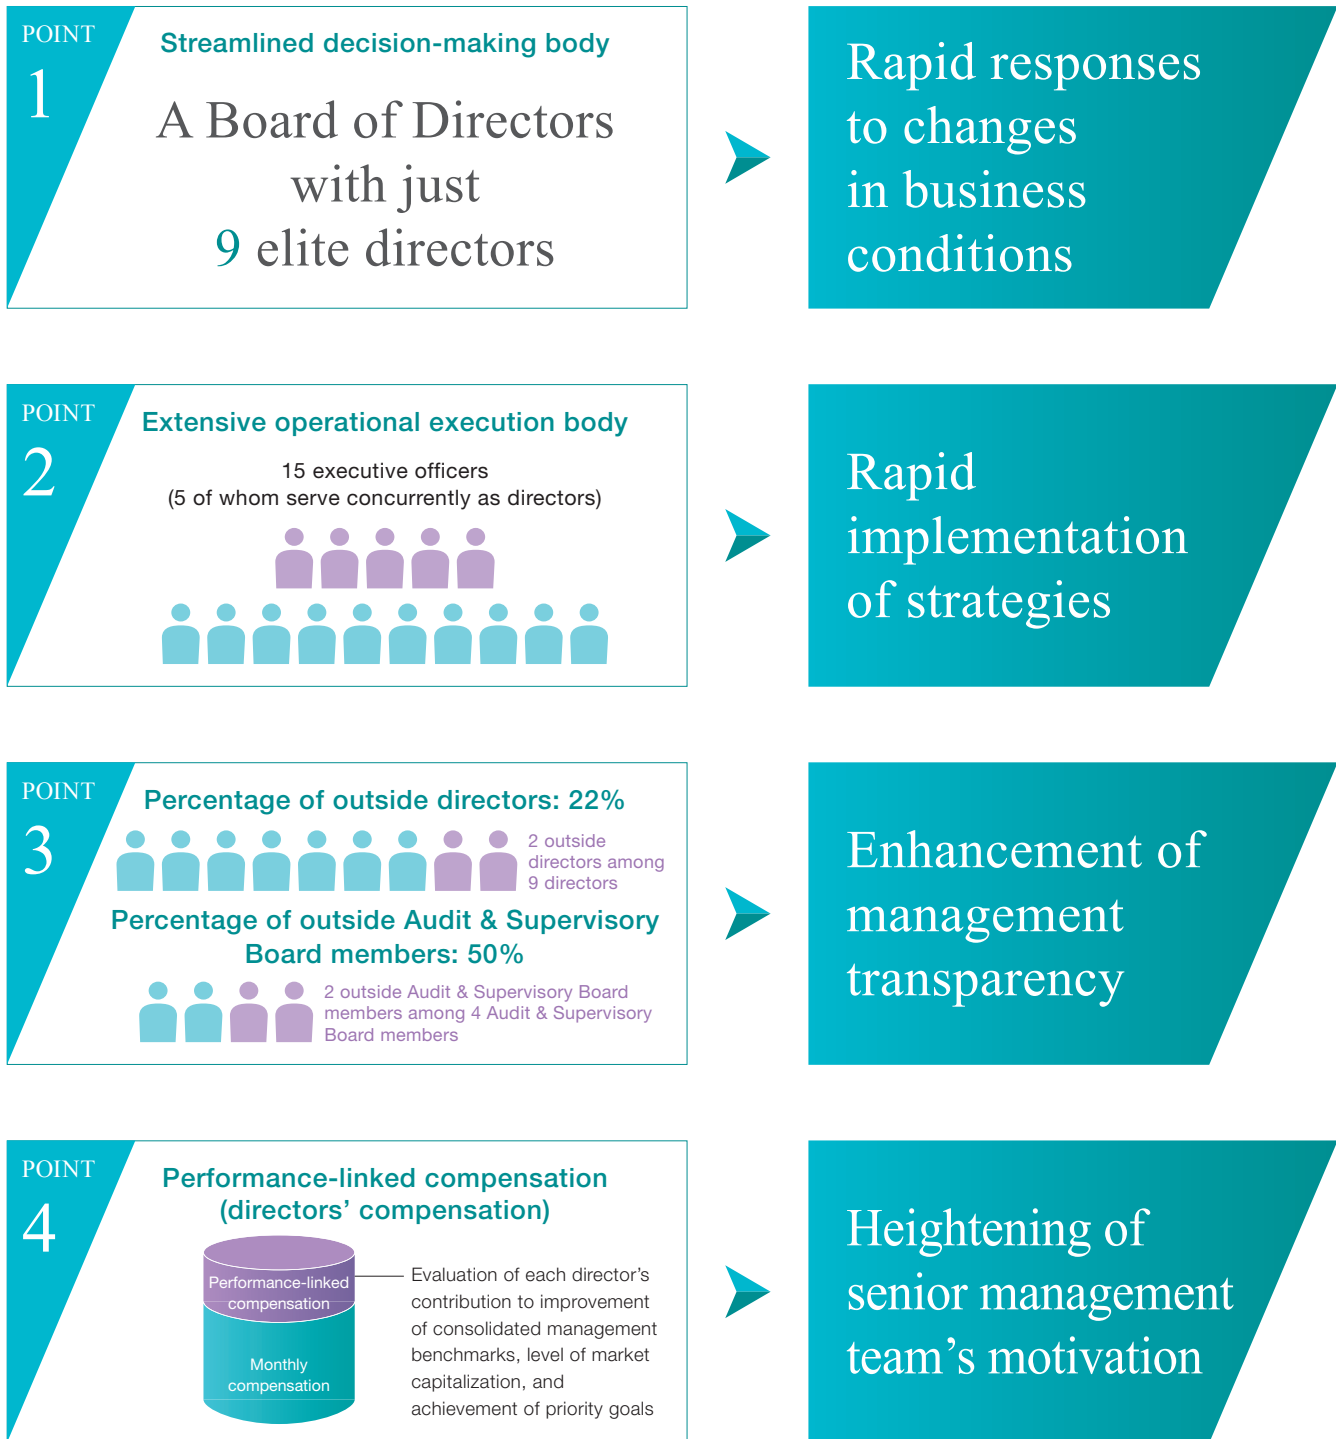 POINT
1
Streamlined decision-making body
A Board of Directors
with just
9 elite directors
Rapid responses
to changes
in business
conditions
POINT
2
Extensive operational execution body
15 executive officers
(5 of whom serve concurrently as directors)
Rapid
implementation
of strategies
POINT
3
Percentage of outside directors: 22%
2 outside
directors among
9 directors
Percentage of outside Audit & Supervisory
Board members: 50%
2 outside Audit & Supervisory Board
members among 4 Audit & Supervisory
Board members
Enhancement of
management
transparency
POINT
4
Performance-linked compensation
(directors’ compensation)
Performance-linked
compensation
Monthly
compensation
Evaluation of each director’s
contribution to improvement
of consolidated management
benchmarks, level of market
capitalization, and
achievement of priority goals
Heightening of
senior management
team’s motivation